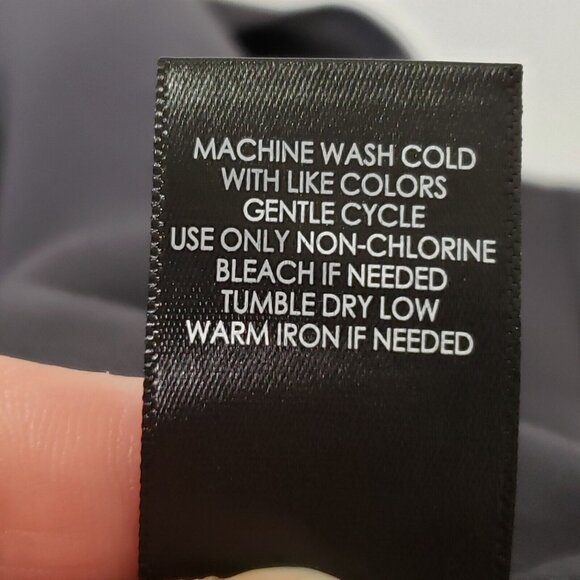 MACHINE WASH COLD
WITH LIKE COLORS
GENTLE CYCLE
USE ONLY NON-CHLORINE
BLEACH IF NEEDED
TUMBLE DRY LOW
WARM IRON IF NEEDED